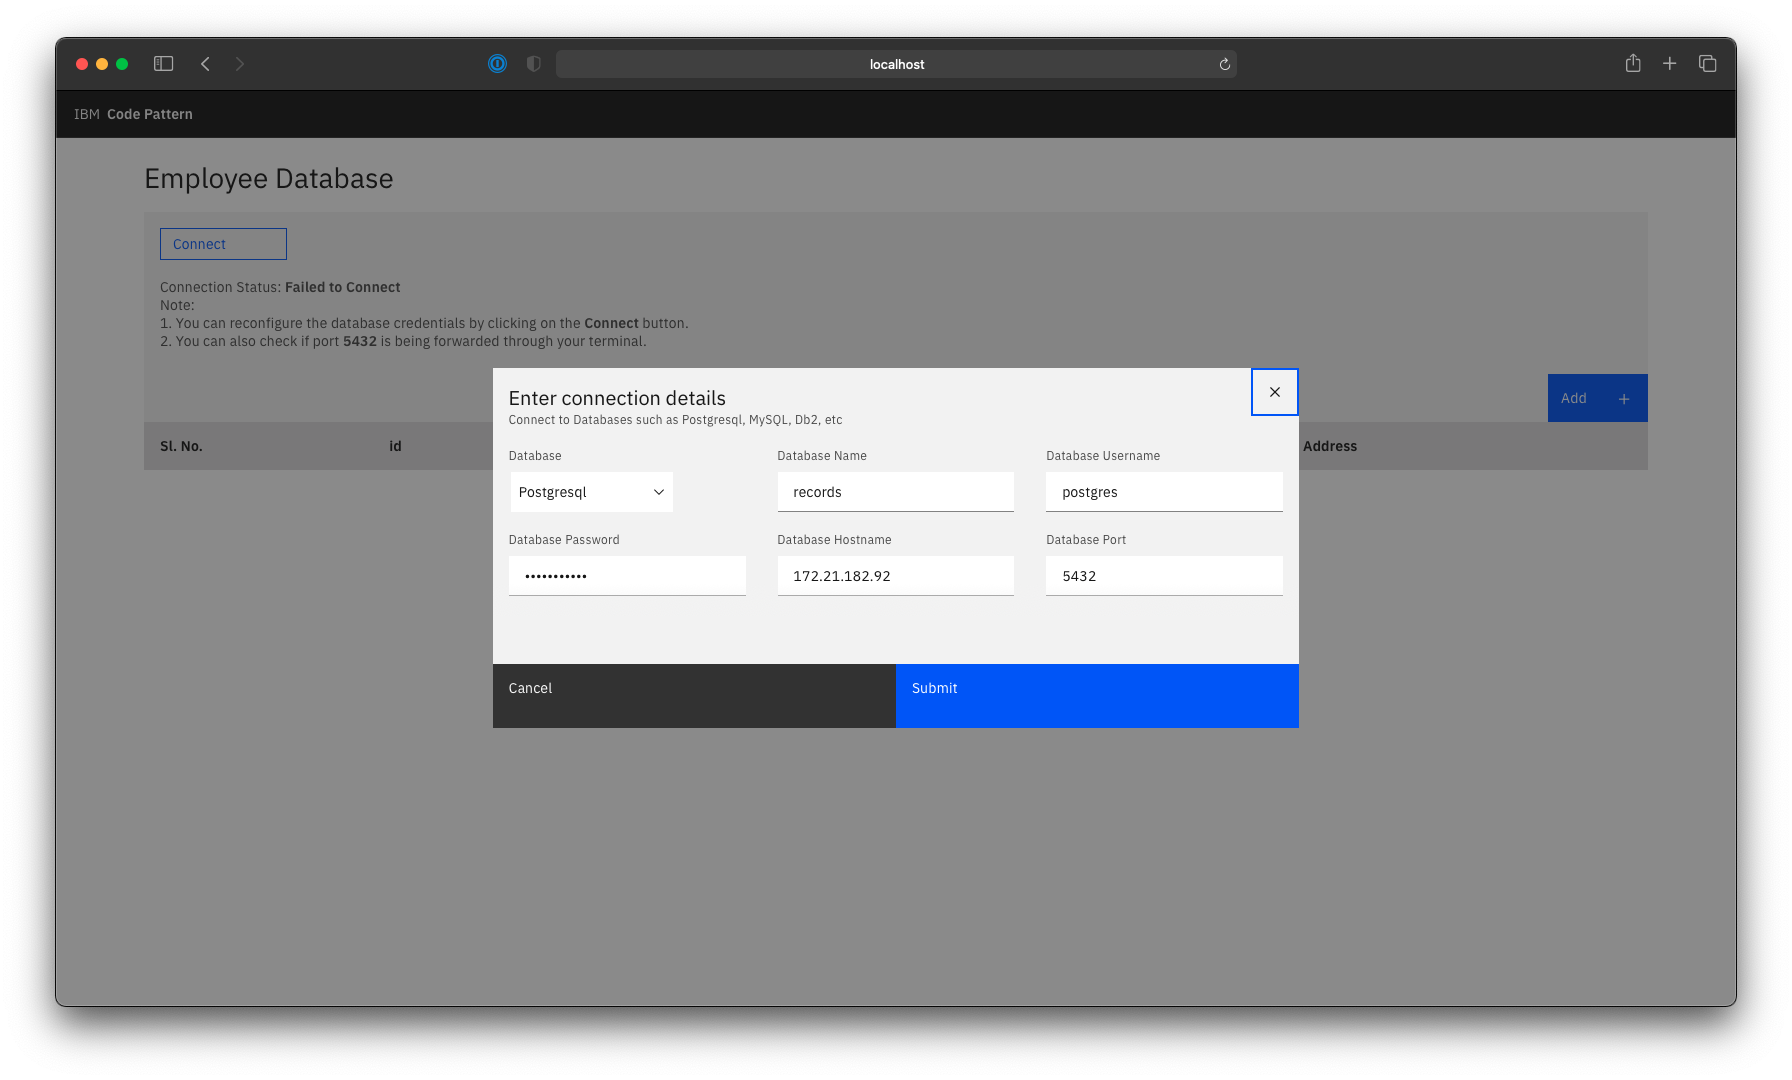 localhost
IBM Code Pattern
Employee Database
Connect
Connection Status: Failed to Connect
Note:
1. You can reconfigure the database credentials by clicking on the Connect button.
2. You can also check if port 5432 is being forwarded through your terminal.
Add +
Sl. No. id Address
Enter connection details
Connect to Databases such as Postgresql, MySQL, Db2, etc
Database Database Name Database Username
Postgresql records postgres
Database Password Database Hostname Database Port
••••••••••• 172.21.182.92 5432
Cancel Submit